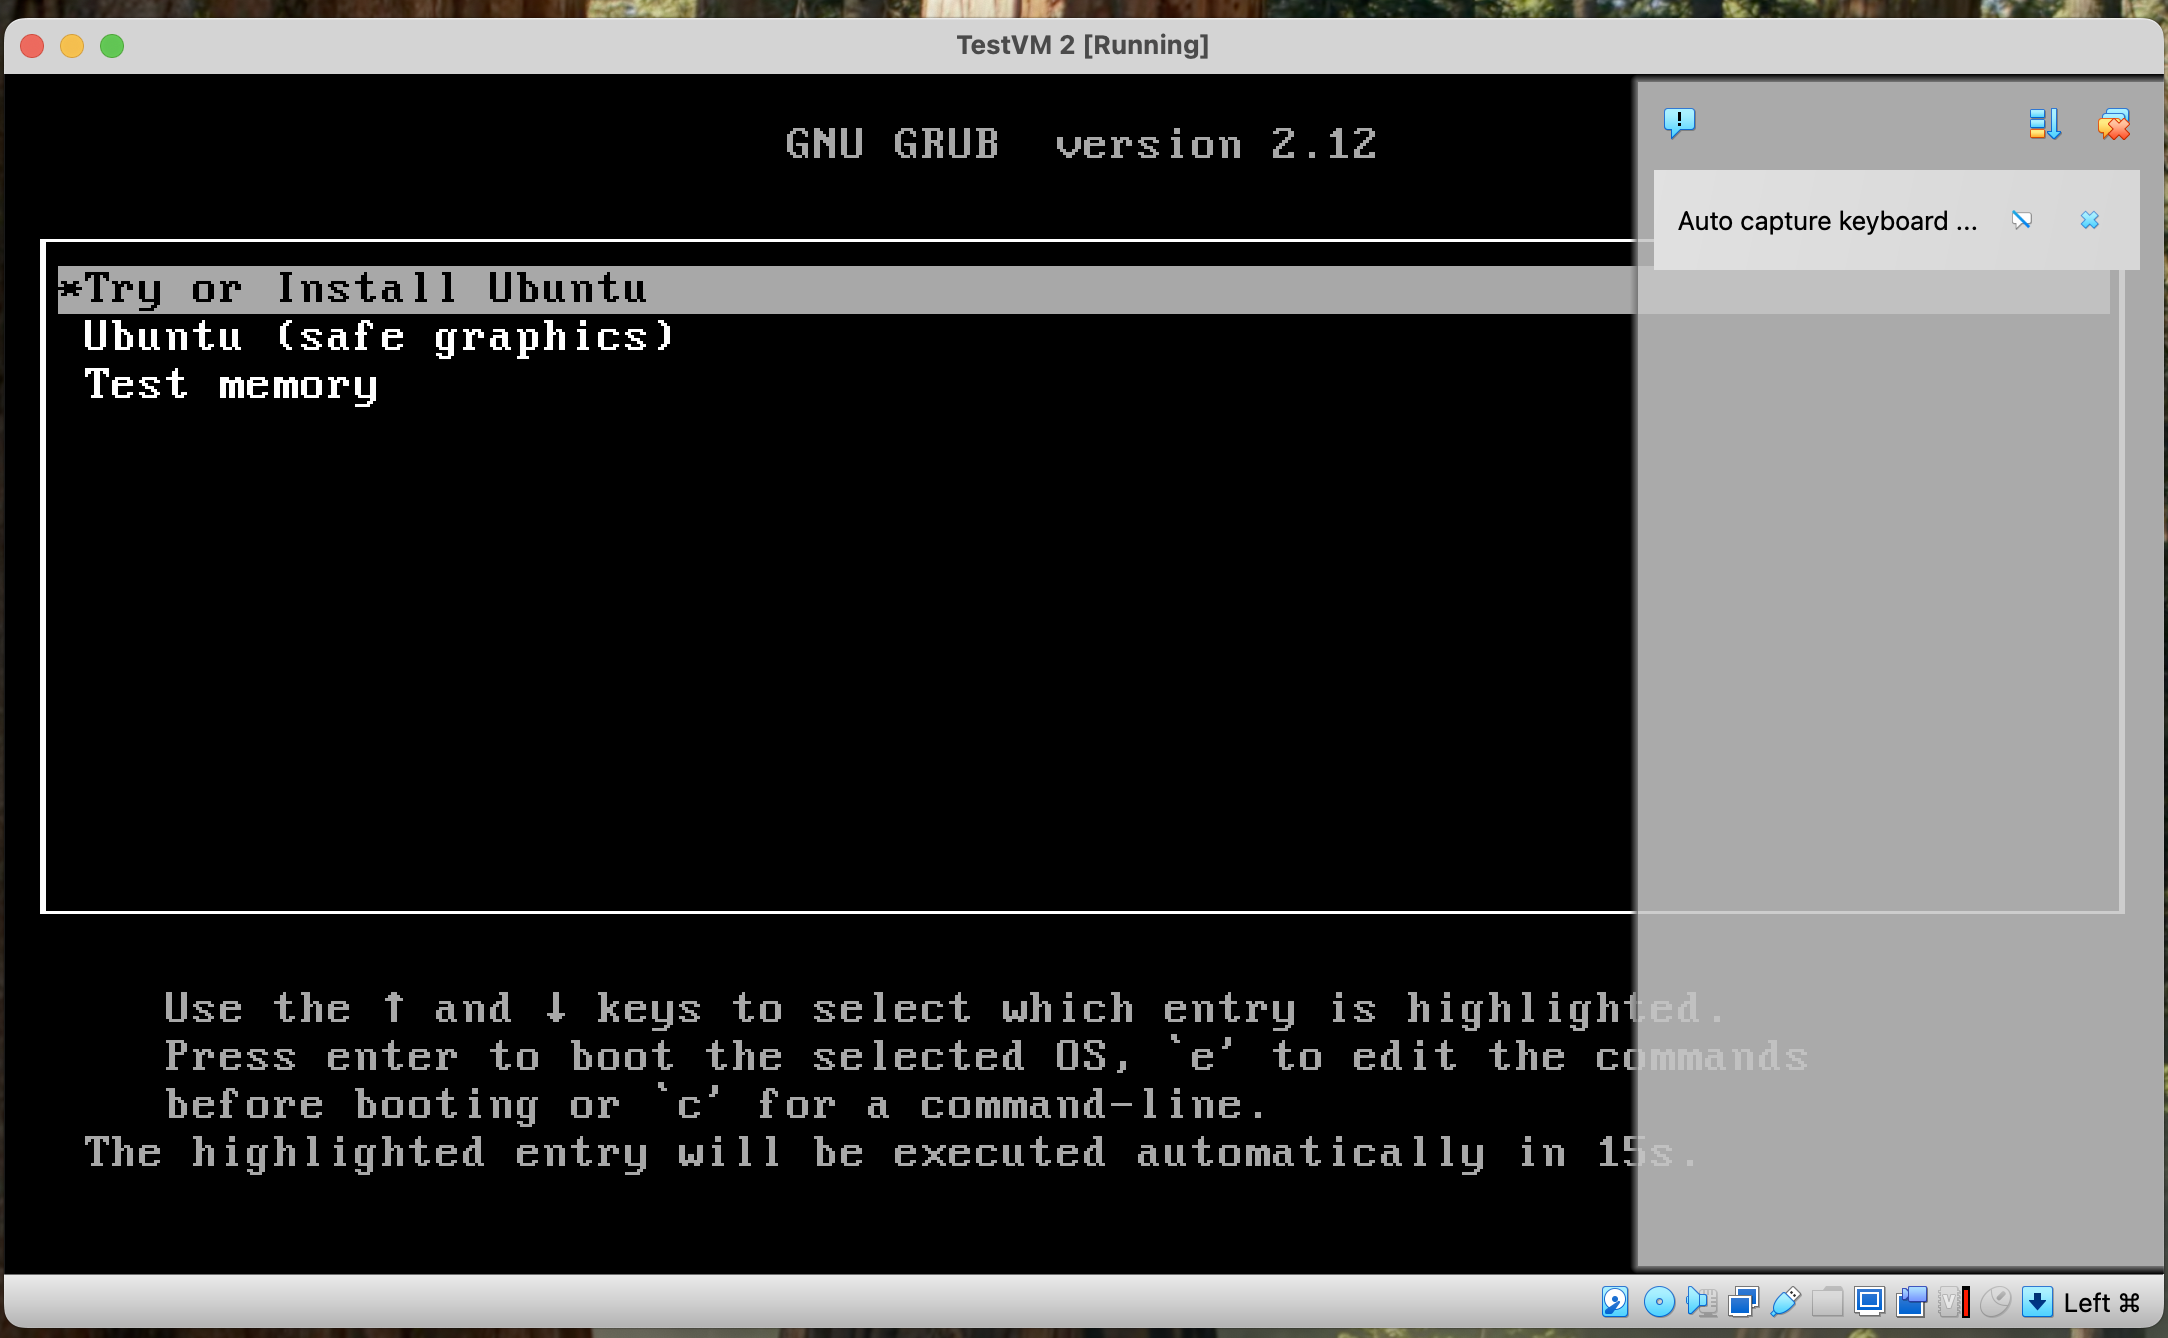 TestVM 2 [Running]
GNU GRUB version 2.12
Auto capture keyboard ...
*Try or Install Ubuntu
Ubuntu (safe graphics)
Test memory
Use the ↑ and ↓ keys to select which entry is highlighted.
Press enter to boot the selected OS, `e' to edit the commands
before booting or `c' for a command-line.
The highlighted entry will be executed automatically in 15s.
Left ⌘